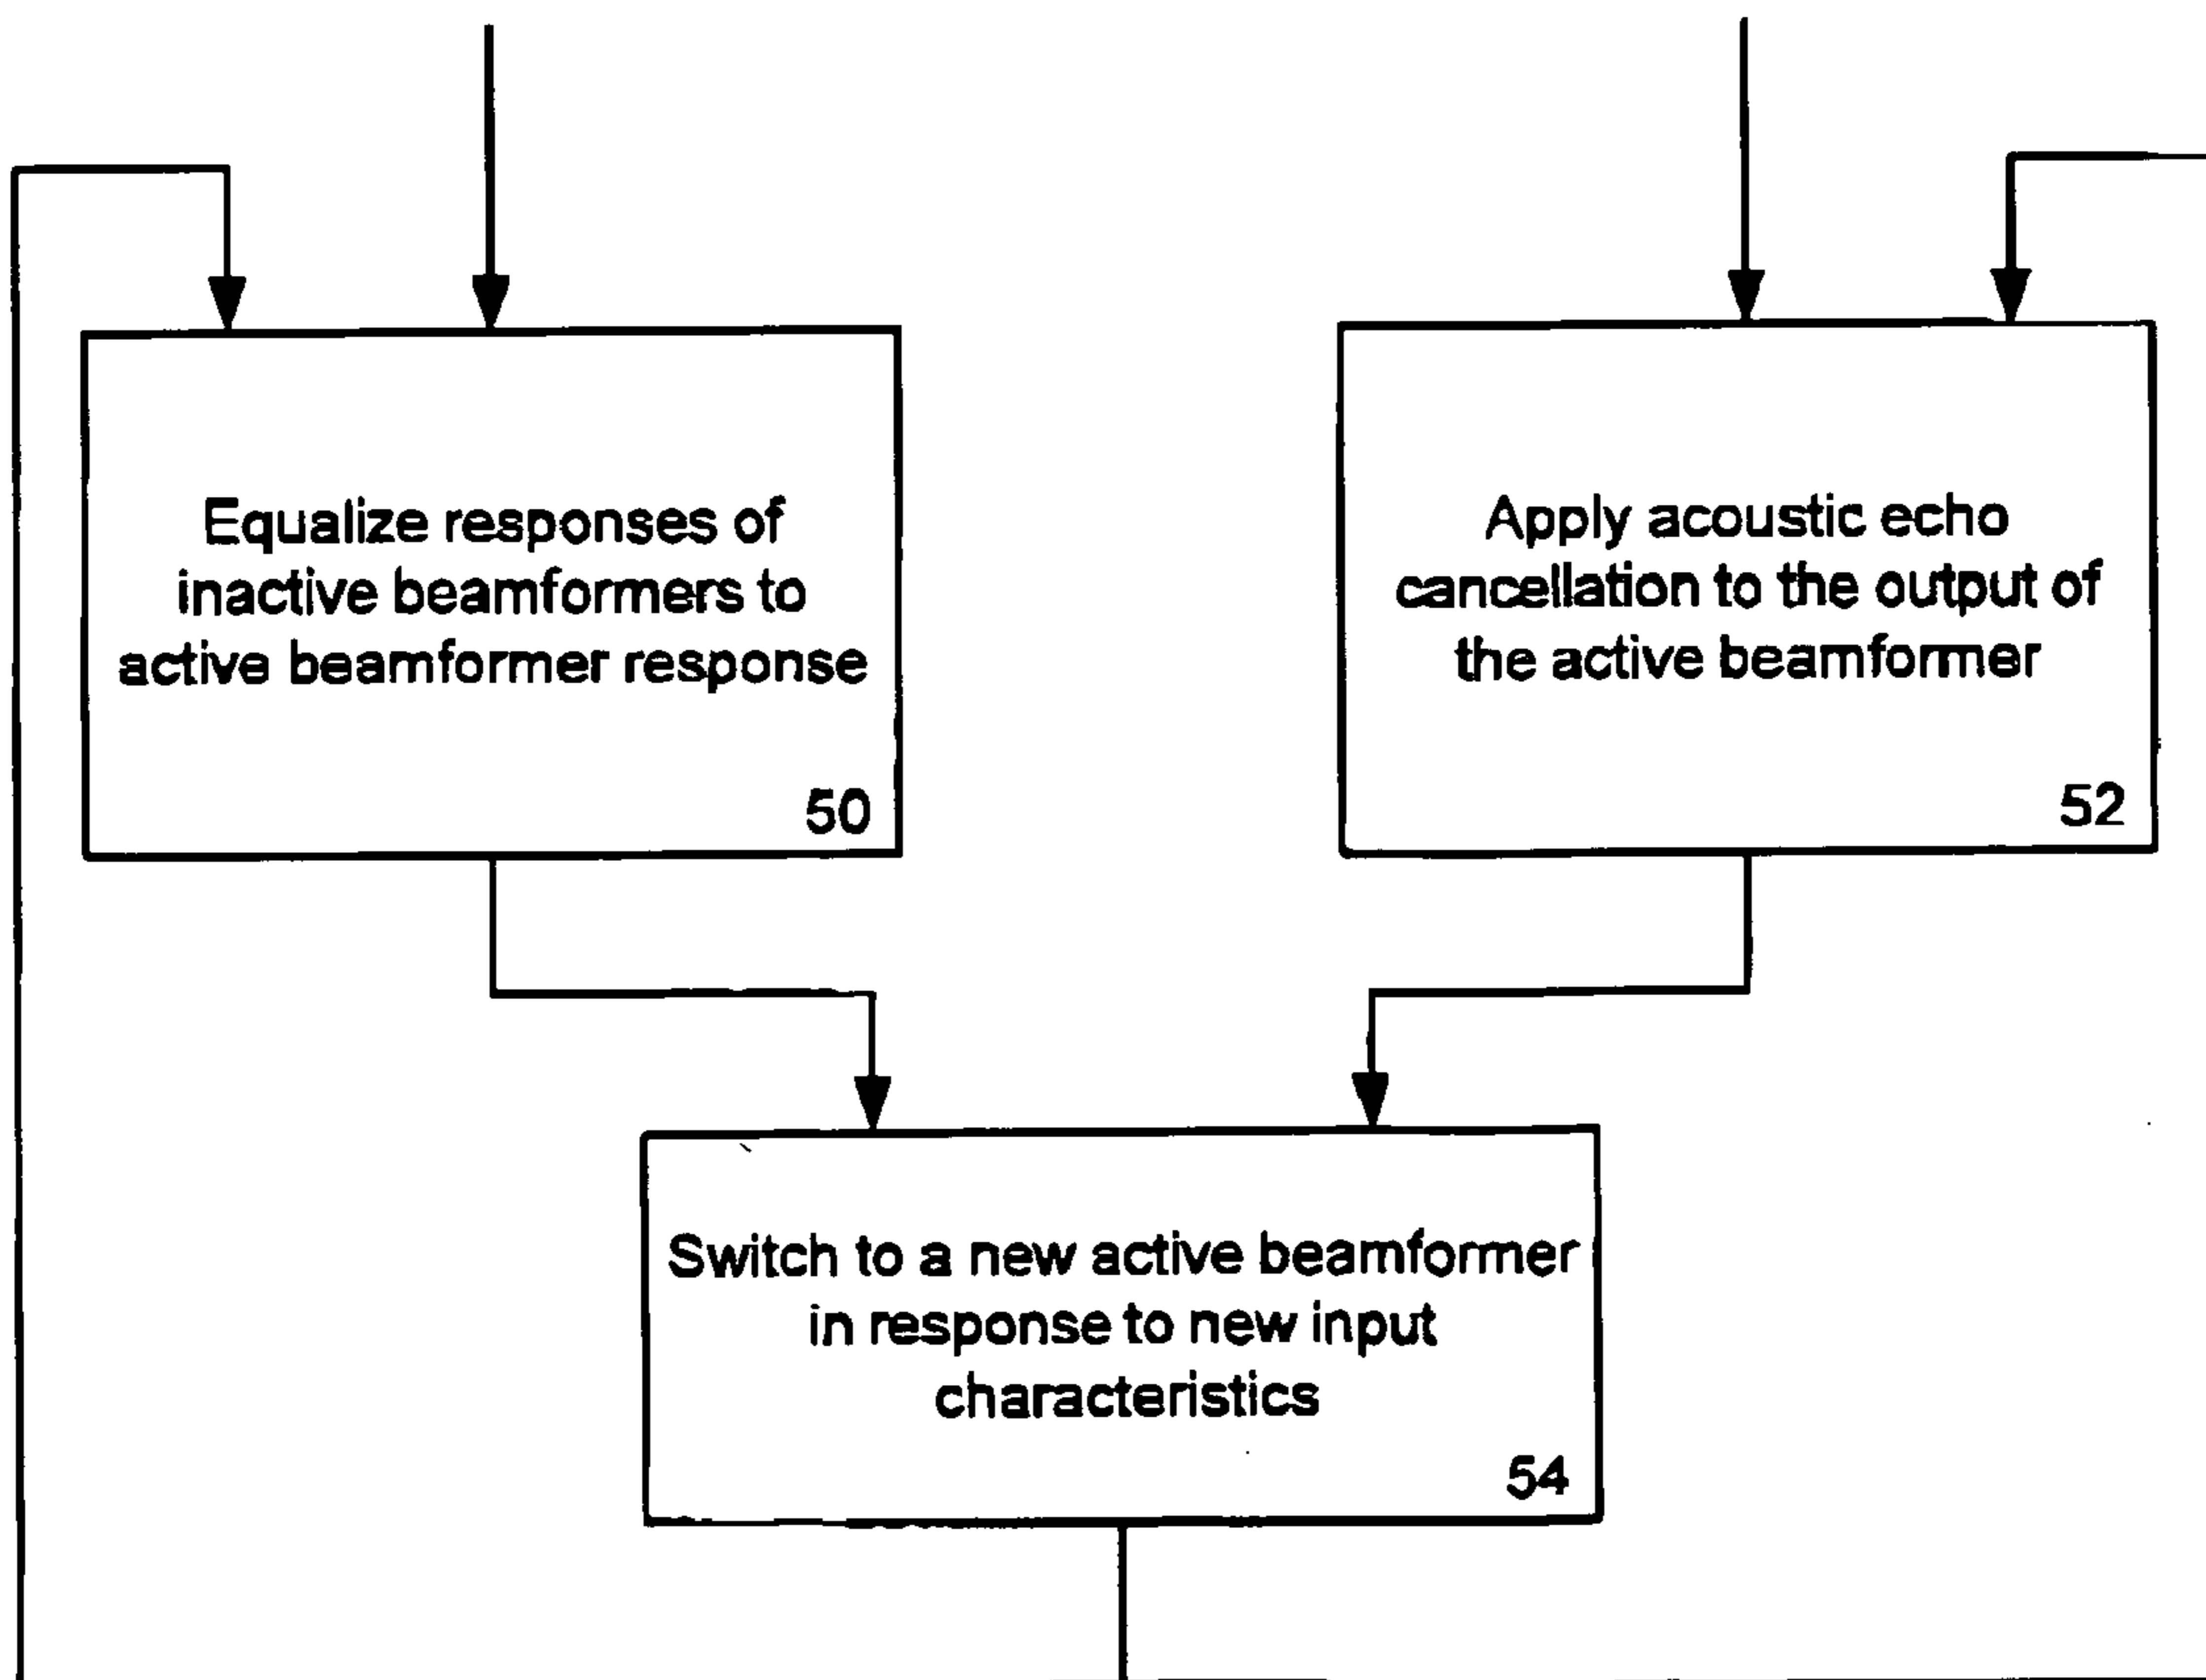 Equalize responses of
inactive beamformers to
active beamformer response
50
Apply acoustic echo
cancellation to the output of
the active beamformer
52
Switch to a new active beamformer
in response to new input
characteristics
54